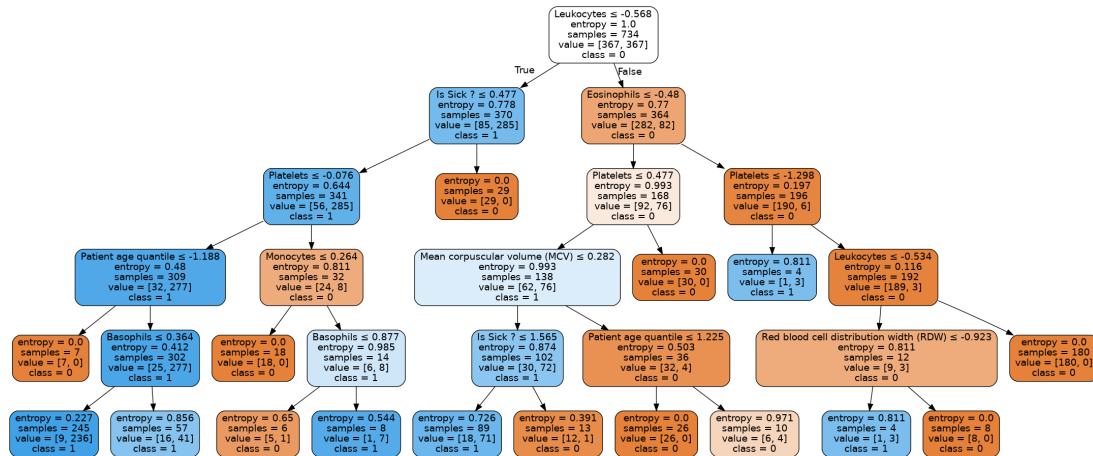 Leukocytes ≤ -0.568
entropy = 1.0
samples = 734
value = [367, 367]
class = 0
True
False
Is Sick ? ≤ 0.477
entropy = 0.778
samples = 370
value = [85, 285]
class = 1
Eosinophils ≤ -0.48
entropy = 0.77
samples = 364
value = [282, 82]
class = 0
Platelets ≤ -0.076
entropy = 0.644
samples = 341
value = [56, 285]
class = 1
entropy = 0.0
samples = 29
value = [29, 0]
class = 0
Platelets ≤ 0.477
entropy = 0.993
samples = 168
value = [92, 76]
class = 0
Platelets ≤ -1.298
entropy = 0.197
samples = 196
value = [190, 6]
class = 0
Patient age quantile ≤ -1.188
entropy = 0.48
samples = 309
value = [32, 277]
class = 1
Monocytes ≤ 0.264
entropy = 0.811
samples = 32
value = [24, 8]
class = 0
Mean corpuscular volume (MCV) ≤ 0.282
entropy = 0.993
samples = 138
value = [62, 76]
class = 1
entropy = 0.0
samples = 30
value = [30, 0]
class = 0
entropy = 0.811
samples = 4
value = [1, 3]
class = 1
Leukocytes ≤ -0.534
entropy = 0.116
samples = 192
value = [189, 3]
class = 0
entropy = 0.0
samples = 7
value = [7, 0]
class = 0
Basophils ≤ 0.364
entropy = 0.412
samples = 302
value = [25, 277]
class = 1
entropy = 0.0
samples = 18
value = [18, 0]
class = 0
Basophils ≤ 0.877
entropy = 0.985
samples = 14
value = [6, 8]
class = 1
Is Sick ? ≤ 1.565
entropy = 0.874
samples = 102
value = [30, 72]
class = 1
Patient age quantile ≤ 1.225
entropy = 0.503
samples = 36
value = [32, 4]
class = 0
Red blood cell distribution width (RDW) ≤ -0.923
entropy = 0.811
samples = 12
value = [9, 3]
class = 0
entropy = 0.0
samples = 180
value = [180, 0]
class = 0
entropy = 0.227
samples = 245
value = [9, 236]
class = 1
entropy = 0.856
samples = 57
value = [16, 41]
class = 1
entropy = 0.65
samples = 6
value = [5, 1]
class = 0
entropy = 0.544
samples = 8
value = [1, 7]
class = 1
entropy = 0.726
samples = 89
value = [18, 71]
class = 1
entropy = 0.391
samples = 13
value = [12, 1]
class = 0
entropy = 0.0
samples = 26
value = [26, 0]
class = 0
entropy = 0.971
samples = 10
value = [6, 4]
class = 0
entropy = 0.811
samples = 4
value = [1, 3]
class = 1
entropy = 0.0
samples = 8
value = [8, 0]
class = 0